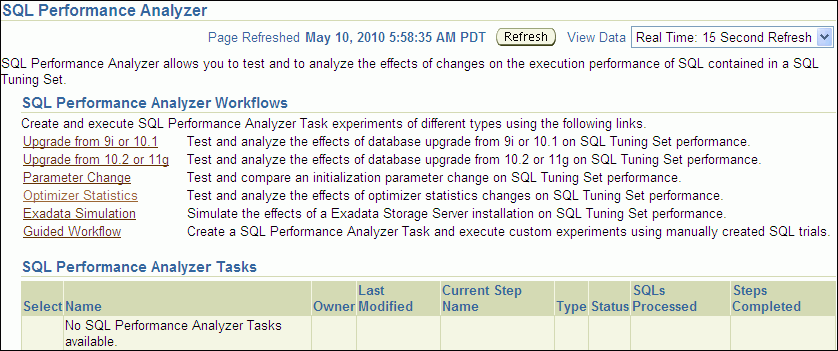 SQL Performance Analyzer
Page Refreshed May 10, 2010 5:58:35 AM PDT Refresh View Data Real Time: 15 Second Refresh
SQL Performance Analyzer allows you to test and to analyze the effects of changes on the execution performance of SQL contained in a SQL
Tuning Set.
SQL Performance Analyzer Workflows
Create and execute SQL Performance Analyzer Task experiments of different types using the following links.
Upgrade from 9i or 10.1 Test and analyze the effects of database upgrade from 9i or 10.1 on SQL Tuning Set performance.
Upgrade from 10.2 or 11g Test and analyze the effects of database upgrade from 10.2 or 11g on SQL Tuning Set performance.
Parameter Change Test and compare an initialization parameter change on SQL Tuning Set performance.
Optimizer Statistics Test and analyze the effects of optimizer statistics changes on SQL Tuning Set performance.
Exadata Simulation Simulate the effects of a Exadata Storage Server installation on SQL Tuning Set performance.
Guided Workflow Create a SQL Performance Analyzer Task and execute custom experiments using manually created SQL trials.
SQL Performance Analyzer Tasks
Last Current Step SQLs Steps
Select Name Owner Modified Name Type Status Processed Completed
No SQL Performance Analyzer Tasks
available.